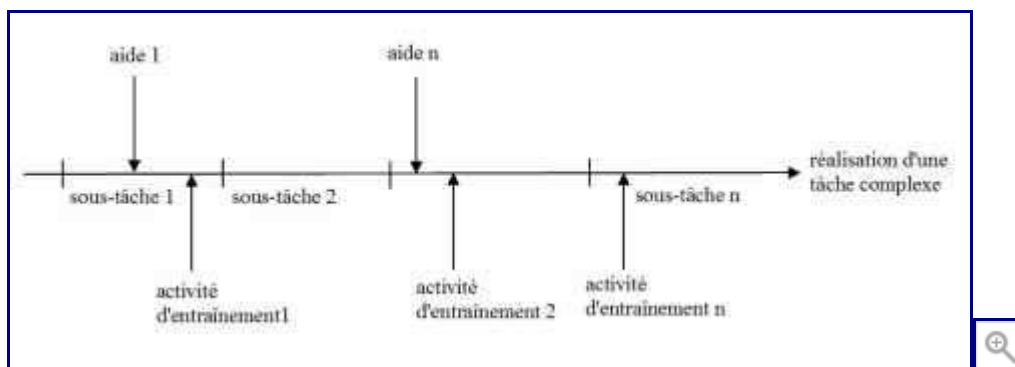 aide 1
aide n
réalisation d'une
tâche complexe
sous-tâche 1
sous-tâche 2
sous-tâche n
activité
d'entraînement1
activité
d'entraînement 2
activité
d'entraînement n